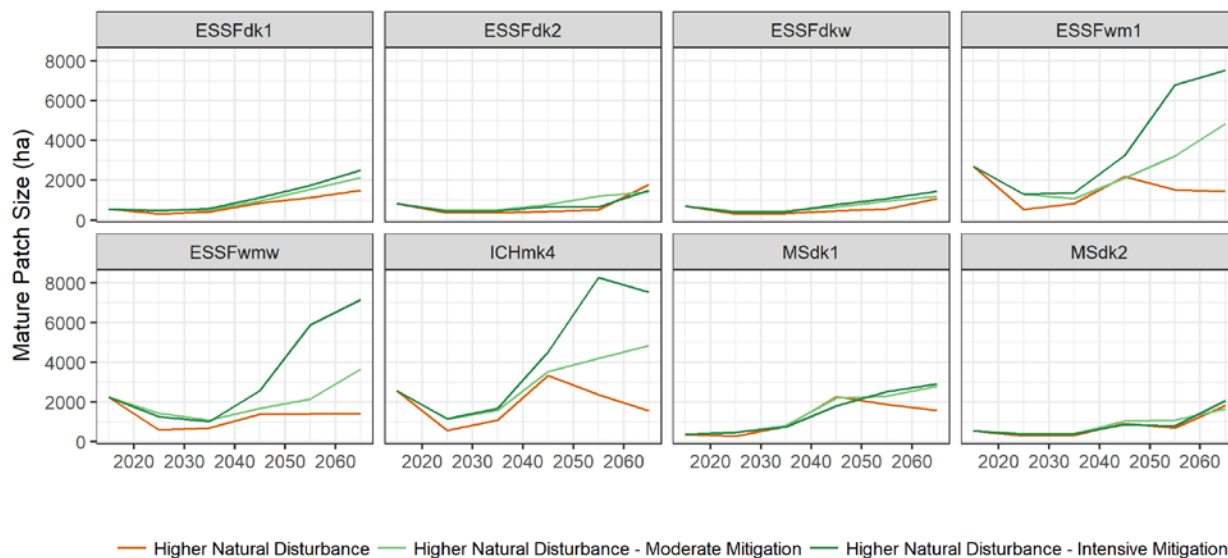 ESSFdk1 ESSFdk2 ESSFdkw ESSFwm1
8000
6000
4000
2000
0
ESSFwmw ICHmk4 MSdk1 MSdk2
8000
6000
4000
2000
0
Mature Patch Size (ha)
2020 2030 2040 2050 2060 2020 2030 2040 2050 2060 2020 2030 2040 2050 2060 2020 2030 2040 2050 2060
Higher Natural Disturbance Higher Natural Disturbance - Moderate Mitigation Higher Natural Disturbance - Intensive Mitigation